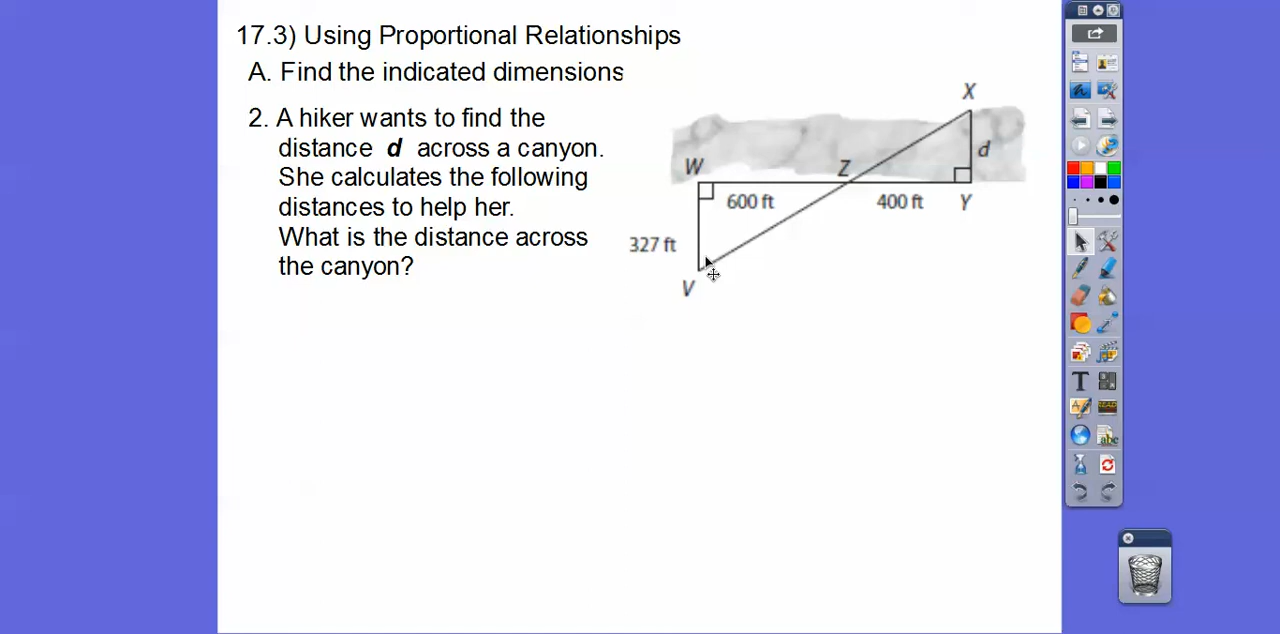 17.3) Using Proportional Relationships
A. Find the indicated dimensions
2. A hiker wants to find the
distance d across a canyon.
She calculates the following
distances to help her.
What is the distance across
the canyon?
X
W
Z
d
600 ft
400 ft
Y
327 ft
V
T
abc